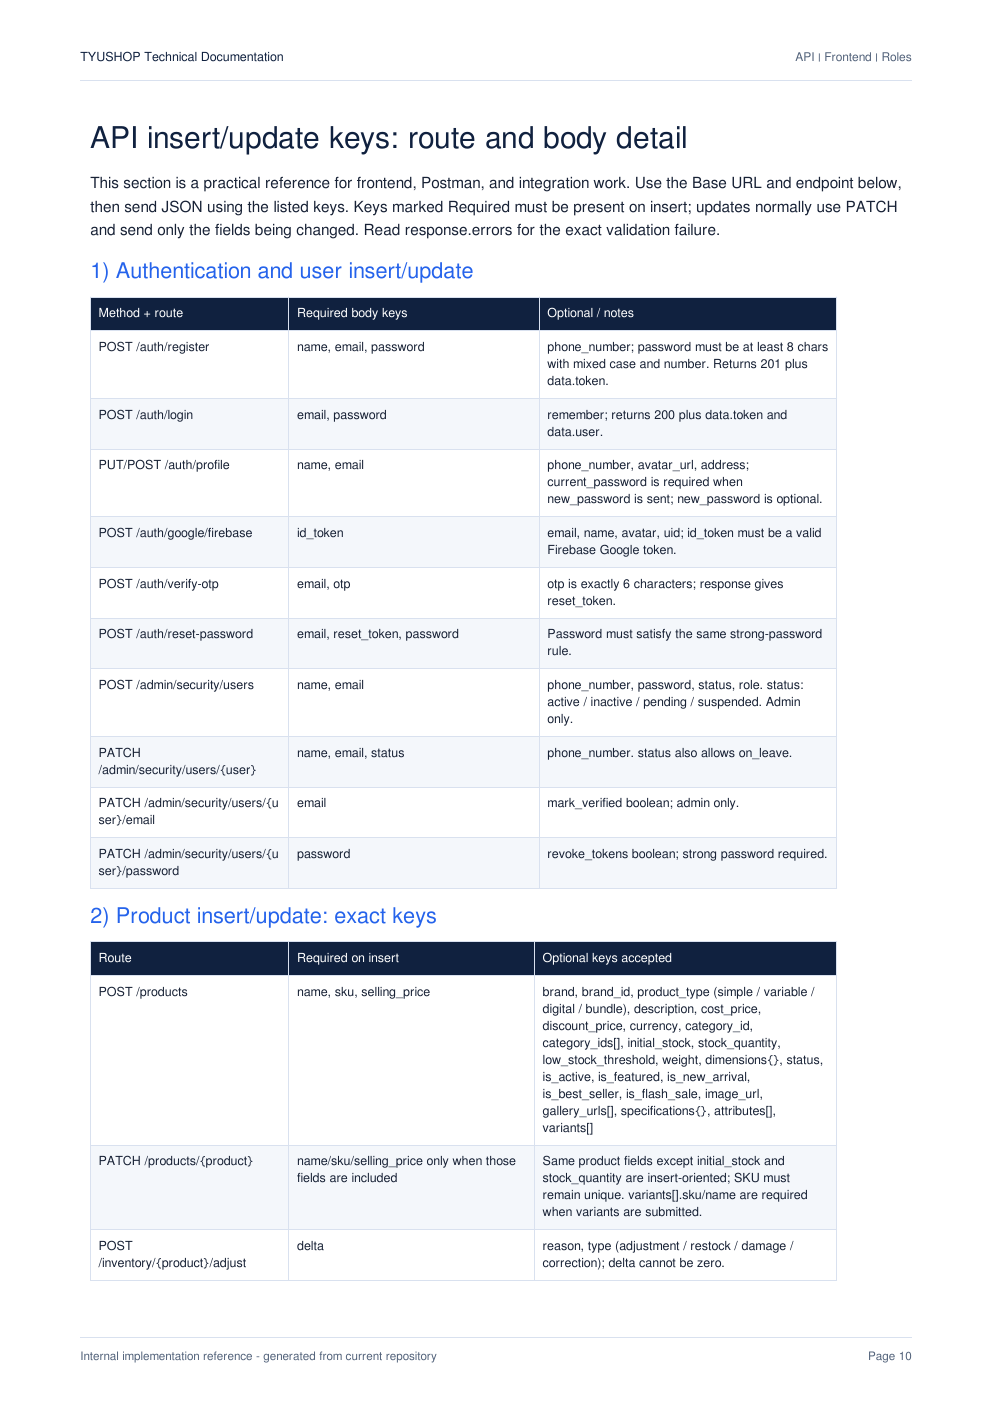 TYUSHOP Technical Documentation
API | Frontend | Roles
API insert/update keys: route and body detail
This section is a practical reference for frontend, Postman, and integration work. Use the Base URL and endpoint below,
then send JSON using the listed keys. Keys marked Required must be present on insert; updates normally use PATCH
and send only the fields being changed. Read response.errors for the exact validation failure.
1) Authentication and user insert/update
Method + route
Required body keys
Optional / notes
POST /auth/register
name, email, password
phone_number; password must be at least 8 chars
with mixed case and number. Returns 201 plus
data.token.
POST /auth/login
email, password
remember; returns 200 plus data.token and
data.user.
PUT/POST /auth/profile
name, email
phone_number, avatar_url, address;
current_password is required when
new_password is sent; new_password is optional.
POST /auth/google/firebase
id_token
email, name, avatar, uid; id_token must be a valid
Firebase Google token.
POST /auth/verify-otp
email, otp
otp is exactly 6 characters; response gives
reset_token.
POST /auth/reset-password
email, reset_token, password
Password must satisfy the same strong-password
rule.
POST /admin/security/users
name, email
phone_number, password, status, role. status:
active / inactive / pending / suspended. Admin
only.
PATCH
/admin/security/users/{user}
name, email, status
phone_number. status also allows on_leave.
PATCH /admin/security/users/{u
ser}/email
email
mark_verified boolean; admin only.
PATCH /admin/security/users/{u
ser}/password
password
revoke_tokens boolean; strong password required.
2) Product insert/update: exact keys
Route
Required on insert
Optional keys accepted
POST /products
name, sku, selling_price
brand, brand_id, product_type (simple / variable /
digital / bundle), description, cost_price,
discount_price, currency, category_id,
category_ids[], initial_stock, stock_quantity,
low_stock_threshold, weight, dimensions{}, status,
is_active, is_featured, is_new_arrival,
is_best_seller, is_flash_sale, image_url,
gallery_urls[], specifications{}, attributes[],
variants[]
PATCH /products/{product}
name/sku/selling_price only when those
fields are included
Same product fields except initial_stock and
stock_quantity are insert-oriented; SKU must
remain unique. variants[].sku/name are required
when variants are submitted.
POST
/inventory/{product}/adjust
delta
reason, type (adjustment / restock / damage /
correction); delta cannot be zero.
Internal implementation reference - generated from current repository
Page 10